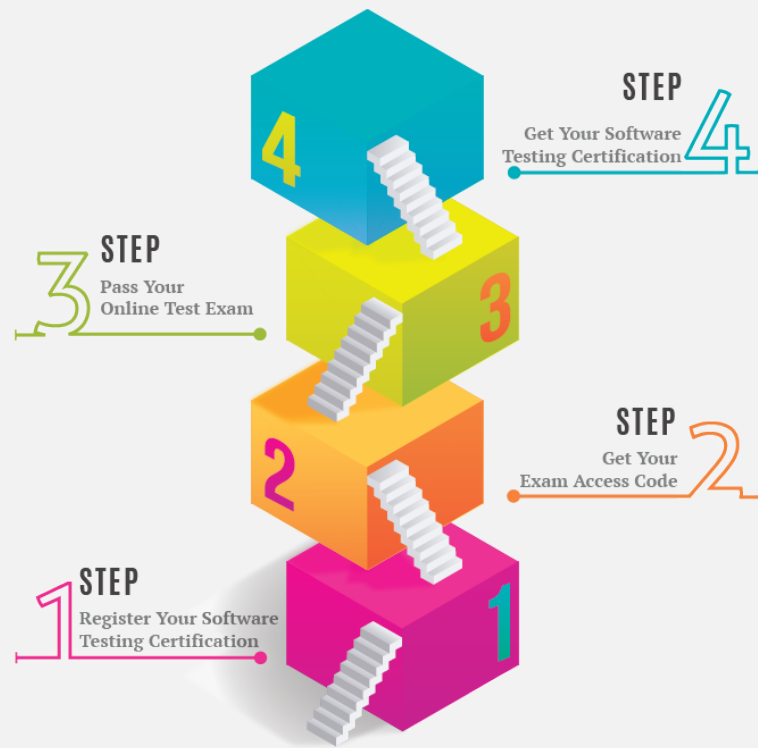 STEP
4
Get Your Software
Testing Certification
4
STEP
3
Pass Your
Online Test Exam
3
STEP
2
Get Your
Exam Access Code
2
STEP
1
Register Your Software
Testing Certification
1